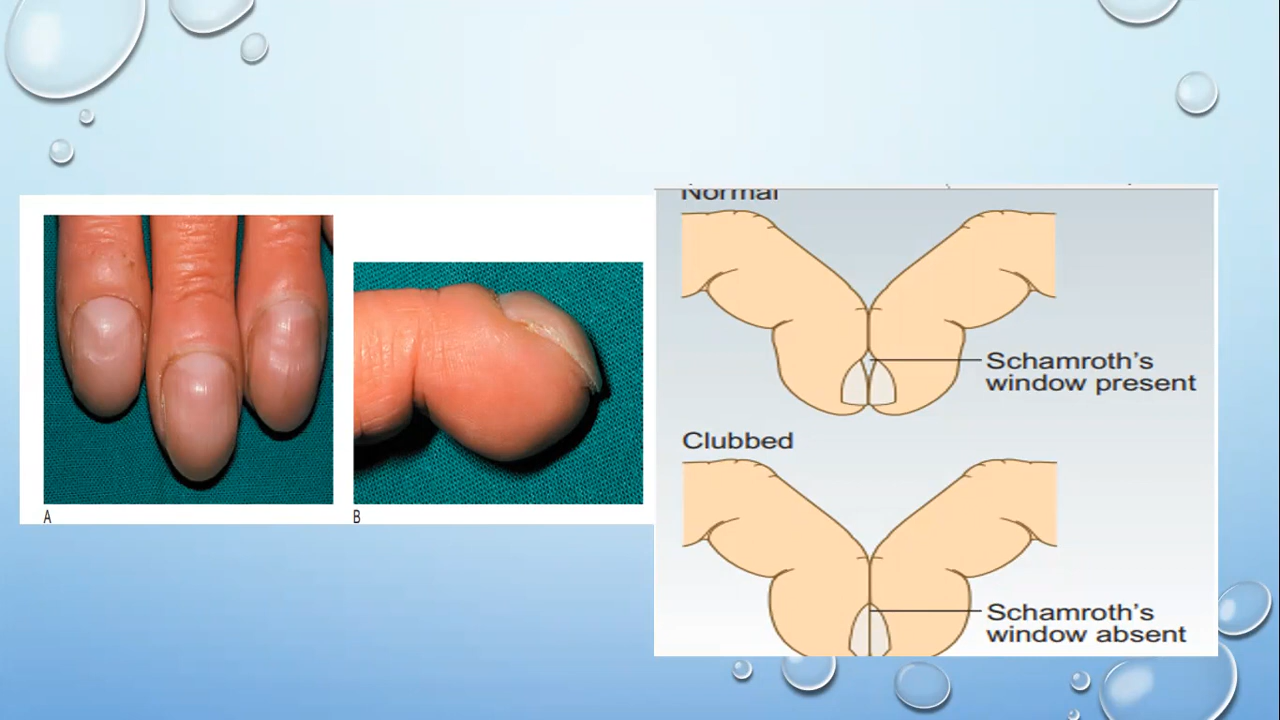 A
B
Normal
Schamroth's
window present
Clubbed
Schamroth's
window absent